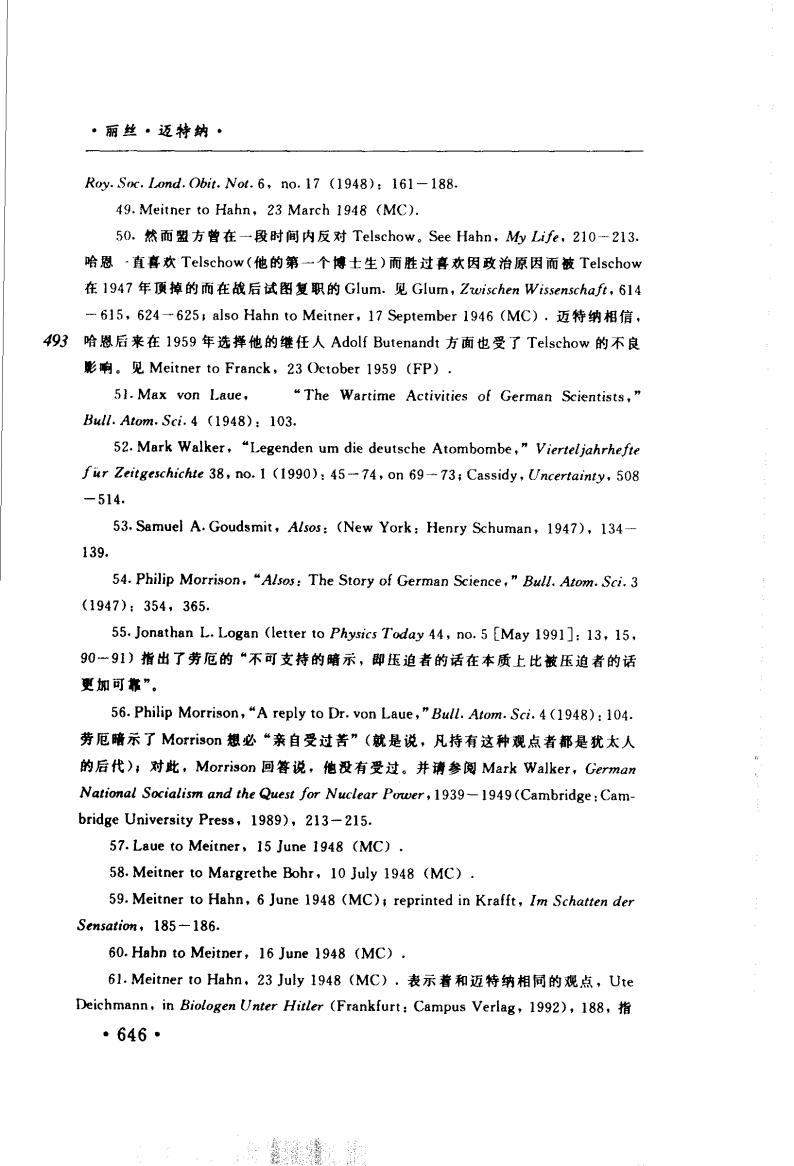 ·丽丝·迈特纳·
Roy. Soc. Lond. Obit. Not. 6, no. 17 (1948): 161－188.
49. Meitner to Hahn, 23 March 1948 (MC).
50. 然而盟方曾在一段时间内反对 Telschow。See Hahn, My Life, 210－213.
哈恩一直喜欢 Telschow(他的第一个博士生)而胜过喜欢因政治原因而被 Telschow
在 1947 年顶掉的而在战后试图复职的 Glum. 见 Glum, Zwischen Wissenschaft, 614
－615, 624－625; also Hahn to Meitner, 17 September 1946 (MC) . 迈特纳相信,
493 哈恩后来在 1959 年选择他的继任人 Adolf Butenandt 方面也受了 Telschow 的不良
影响。见 Meitner to Franck, 23 October 1959 (FP) .
51. Max von Laue, “The Wartime Activities of German Scientists,”
Bull. Atom. Sci. 4 (1948): 103.
52. Mark Walker, “Legenden um die deutsche Atombombe,” Vierteljahrhefte
für Zeitgeschichte 38, no. 1 (1990): 45－74, on 69－73; Cassidy, Uncertainty, 508
－514.
53. Samuel A. Goudsmit, Alsos: (New York: Henry Schuman, 1947), 134－
139.
54. Philip Morrison, “Alsos: The Story of German Science,” Bull. Atom. Sci. 3
(1947): 354, 365.
55. Jonathan L. Logan (letter to Physics Today 44, no. 5 [May 1991]: 13, 15,
90－91) 指出了劳厄的“不可支持的暗示，即压迫者的话在本质上比被压迫者的话
更加可靠”。
56. Philip Morrison, “A reply to Dr. von Laue,” Bull. Atom. Sci. 4 (1948): 104.
劳厄暗示了 Morrison 想必“亲自受过苦”(就是说，凡持有这种观点者都是犹太人
的后代)；对此，Morrison 回答说，他没有受过。并请参阅 Mark Walker, German
National Socialism and the Quest for Nuclear Power, 1939－1949 (Cambridge: Cam-
bridge University Press, 1989), 213－215.
57. Laue to Meitner, 15 June 1948 (MC) .
58. Meitner to Margrethe Bohr, 10 July 1948 (MC) .
59. Meitner to Hahn, 6 June 1948 (MC); reprinted in Krafft, Im Schatten der
Sensation, 185－186.
60. Hahn to Meitner, 16 June 1948 (MC) .
61. Meitner to Hahn, 23 July 1948 (MC) . 表示着和迈特纳相同的观点，Ute
Deichmann, in Biologen Unter Hitler (Frankfurt: Campus Verlag, 1992), 188, 指
·646·